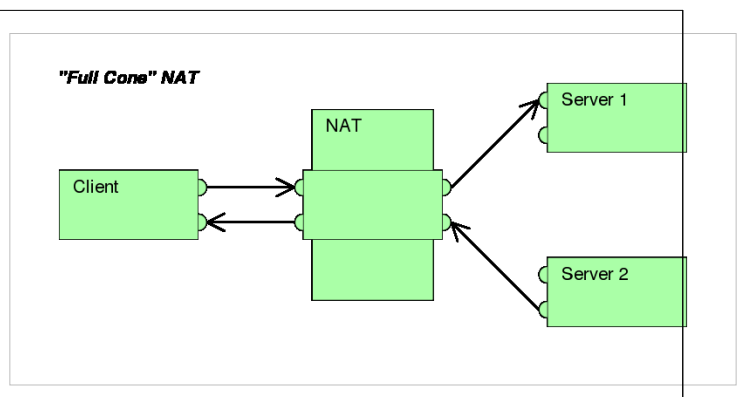 "Full Cone" NAT
NAT
Server 1
Client
Server 2